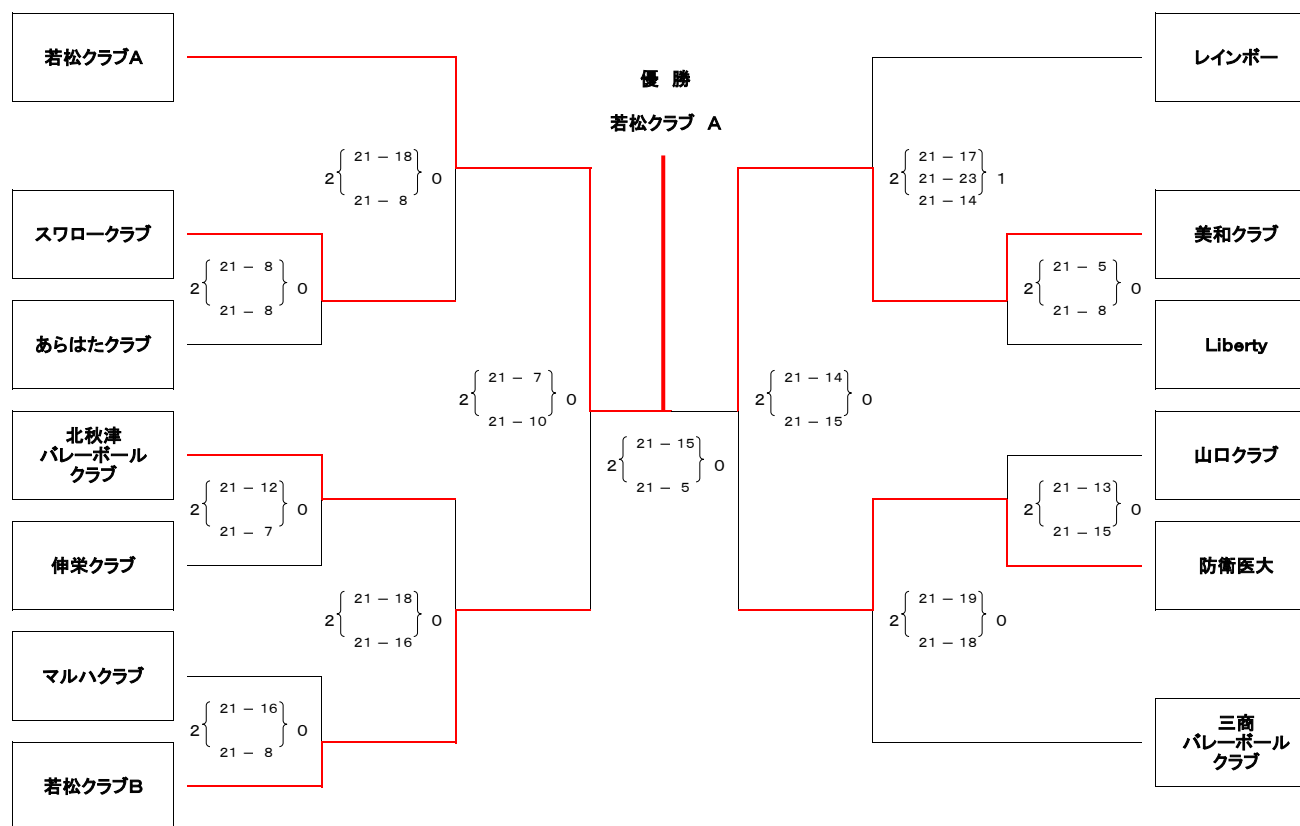 若松クラブA
レインボー
優 勝
若松クラブ A
21 － 18
2 0
21 － 8
21 － 17
2 21 － 23 1
21 － 14
スワロークラブ
美和クラブ
21 － 8
2 0
21 － 8
21 － 5
2 0
21 － 8
あらはたクラブ
Liberty
21 － 7
2 0
21 － 10
21 － 14
2 0
21 － 15
北秋津
バレーボール
クラブ
山口クラブ
21 － 15
2 0
21 － 5
21 － 12
2 0
21 － 7
21 － 13
2 0
21 － 15
伸栄クラブ
防衛医大
21 － 18
2 0
21 － 16
21 － 19
2 0
21 － 18
マルハクラブ
21 － 16
2 0
21 － 8
三商
バレーボール
クラブ
若松クラブB